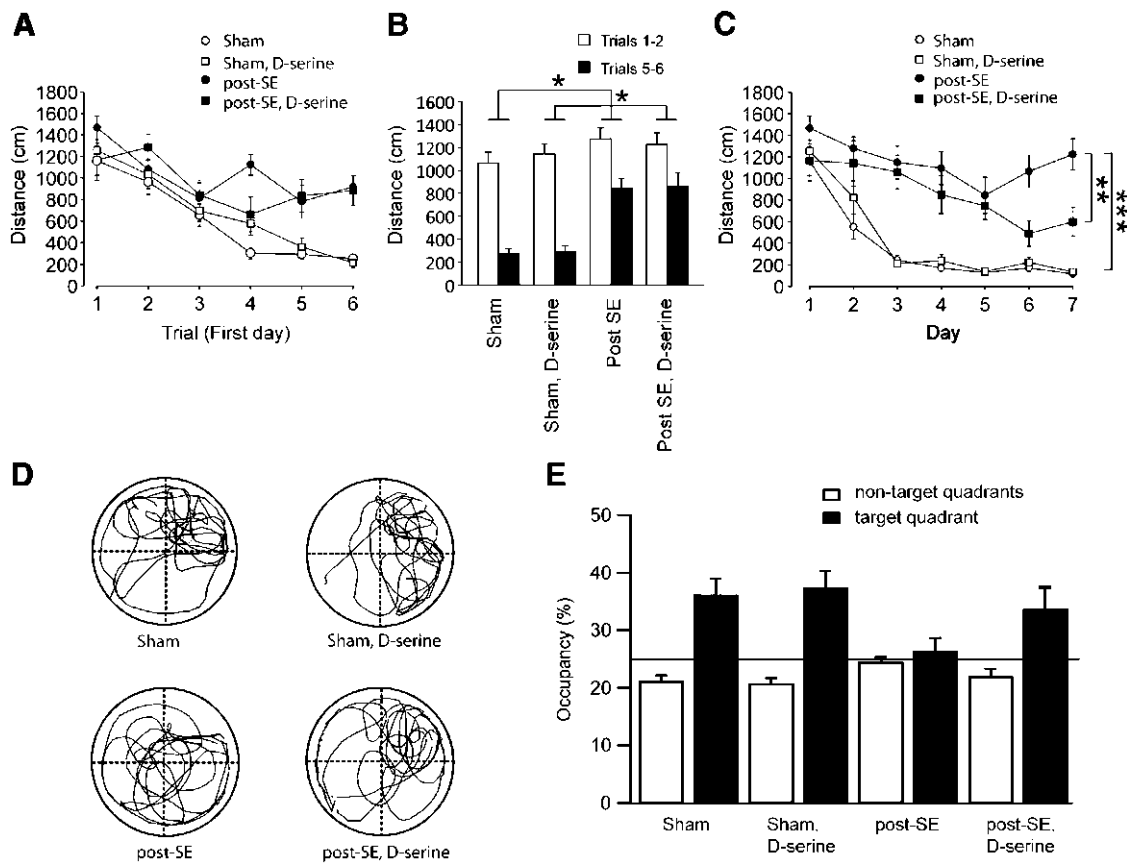 A
Sham
Sham, D-serine
post-SE
post-SE, D-serine
1800
1600
1400
1200
1000
800
600
400
200
0
Distance (cm)
1 2 3 4 5 6
Trial (First day)
B
Trials 1-2
Trials 5-6
* *
1600
1400
1200
1000
800
600
400
200
0
Distance (cm)
Sham
Sham, D-serine
Post SE
Post SE, D-serine
C
Sham
Sham, D-serine
post-SE
post-SE, D-serine
1800
1600
1400
1200
1000
800
600
400
200
0
Distance (cm)
**
***
1 2 3 4 5 6 7
Day
D
Sham
Sham, D-serine
post-SE
post-SE, D-serine
E
non-target quadrants
target quadrant
50
40
30
20
10
0
Occupancy (%)
Sham
Sham,
D-serine
post-SE
post-SE,
D-serine